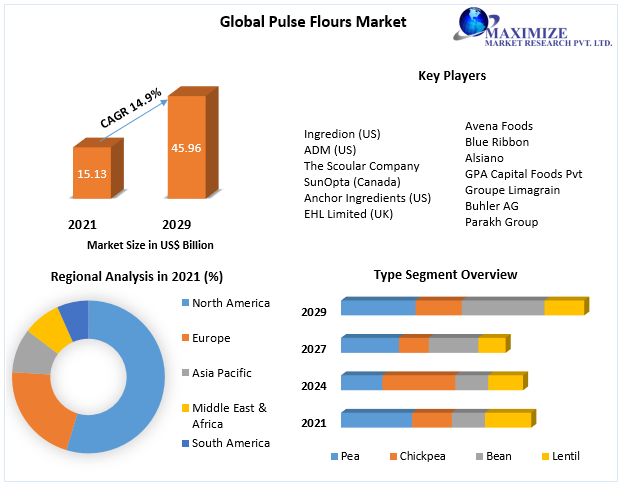 Global Pulse Flours Market
MAXIMIZE
MARKET RESEARCH PVT. LTD.
CAGR 14.9%
15.13
45.96
2021
2029
Market Size in US$ Billion
Key Players
Ingredion (US)
ADM (US)
The Scoular Company
SunOpta (Canada)
Anchor Ingredients (US)
EHL Limited (UK)
Avena Foods
Blue Ribbon
Alsiano
GPA Capital Foods Pvt
Groupe Limagrain
Buhler AG
Parakh Group
Regional Analysis in 2021 (%)
North America
Europe
Asia Pacific
Middle East &
Africa
South America
Type Segment Overview
2029
2027
2024
2021
Pea
Chickpea
Bean
Lentil